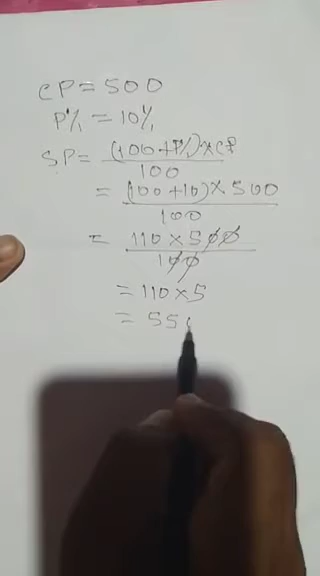 CP = 500
P% = 10%
SP = (100 + P%) × CP / 100
= (100 + 10) × 500 / 100
= 110 × 500 / 100
= 110 × 5
= 55